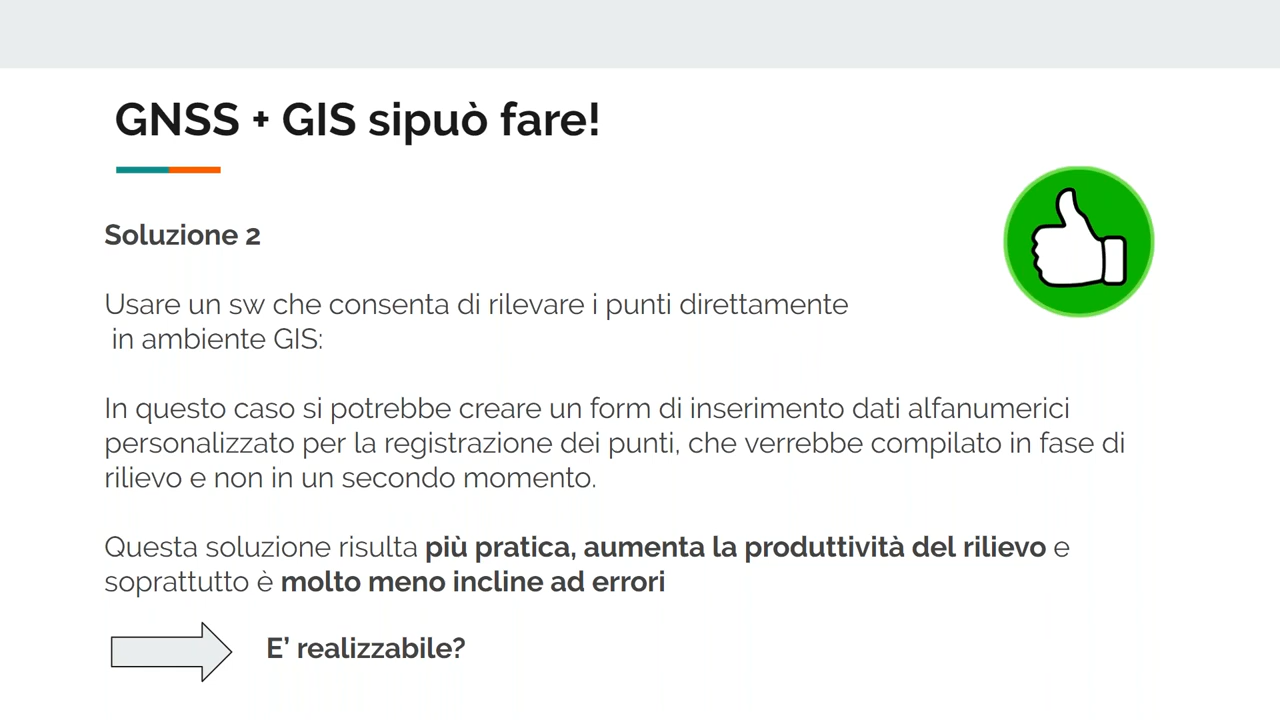 GNSS + GIS sipuò fare!
Soluzione 2
Usare un sw che consenta di rilevare i punti direttamente
in ambiente GIS:
In questo caso si potrebbe creare un form di inserimento dati alfanumerici
personalizzato per la registrazione dei punti, che verrebbe compilato in fase di
rilievo e non in un secondo momento.
Questa soluzione risulta più pratica, aumenta la produttività del rilievo e
soprattutto è molto meno incline ad errori
E’ realizzabile?